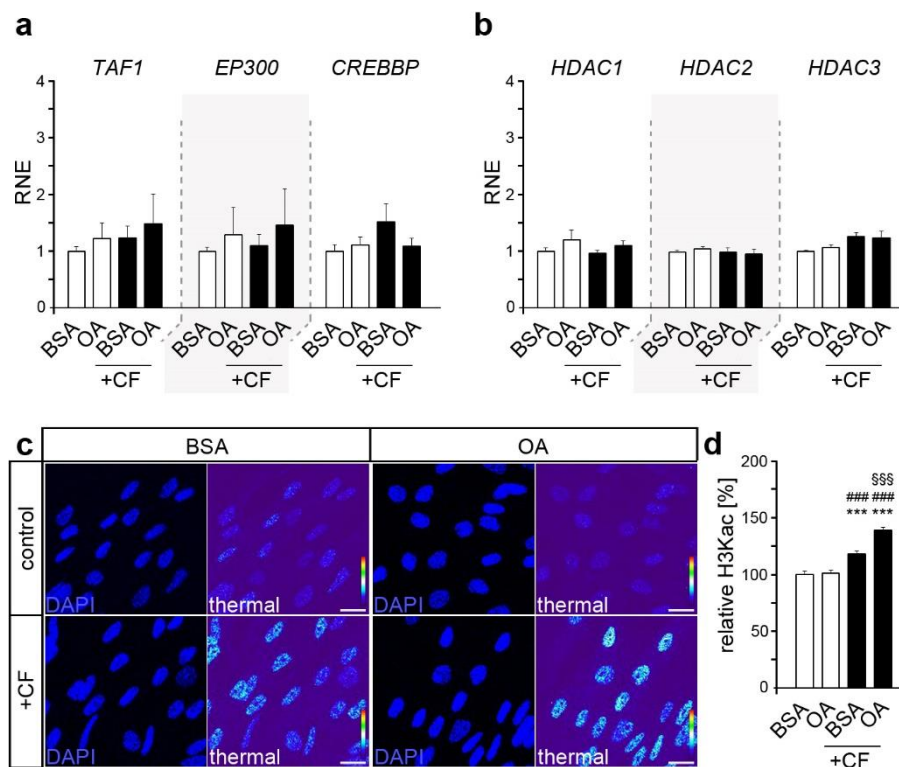 a
TAF1 EP300 CREBBP
4
3
2
1
0
RNE
BSA OA BSA OA BSA OA BSA OA BSA OA BSA OA
+CF +CF +CF
b
HDAC1 HDAC2 HDAC3
4
3
2
1
0
RNE
BSA OA BSA OA BSA OA BSA OA BSA OA BSA OA
+CF +CF +CF
c
BSA OA
control
DAPI thermal DAPI thermal
+CF
DAPI thermal DAPI thermal
d
200
150
100
50
0
relative H3Kac [%]
§§§
### ###
*** ***
BSA OA BSA OA
+CF